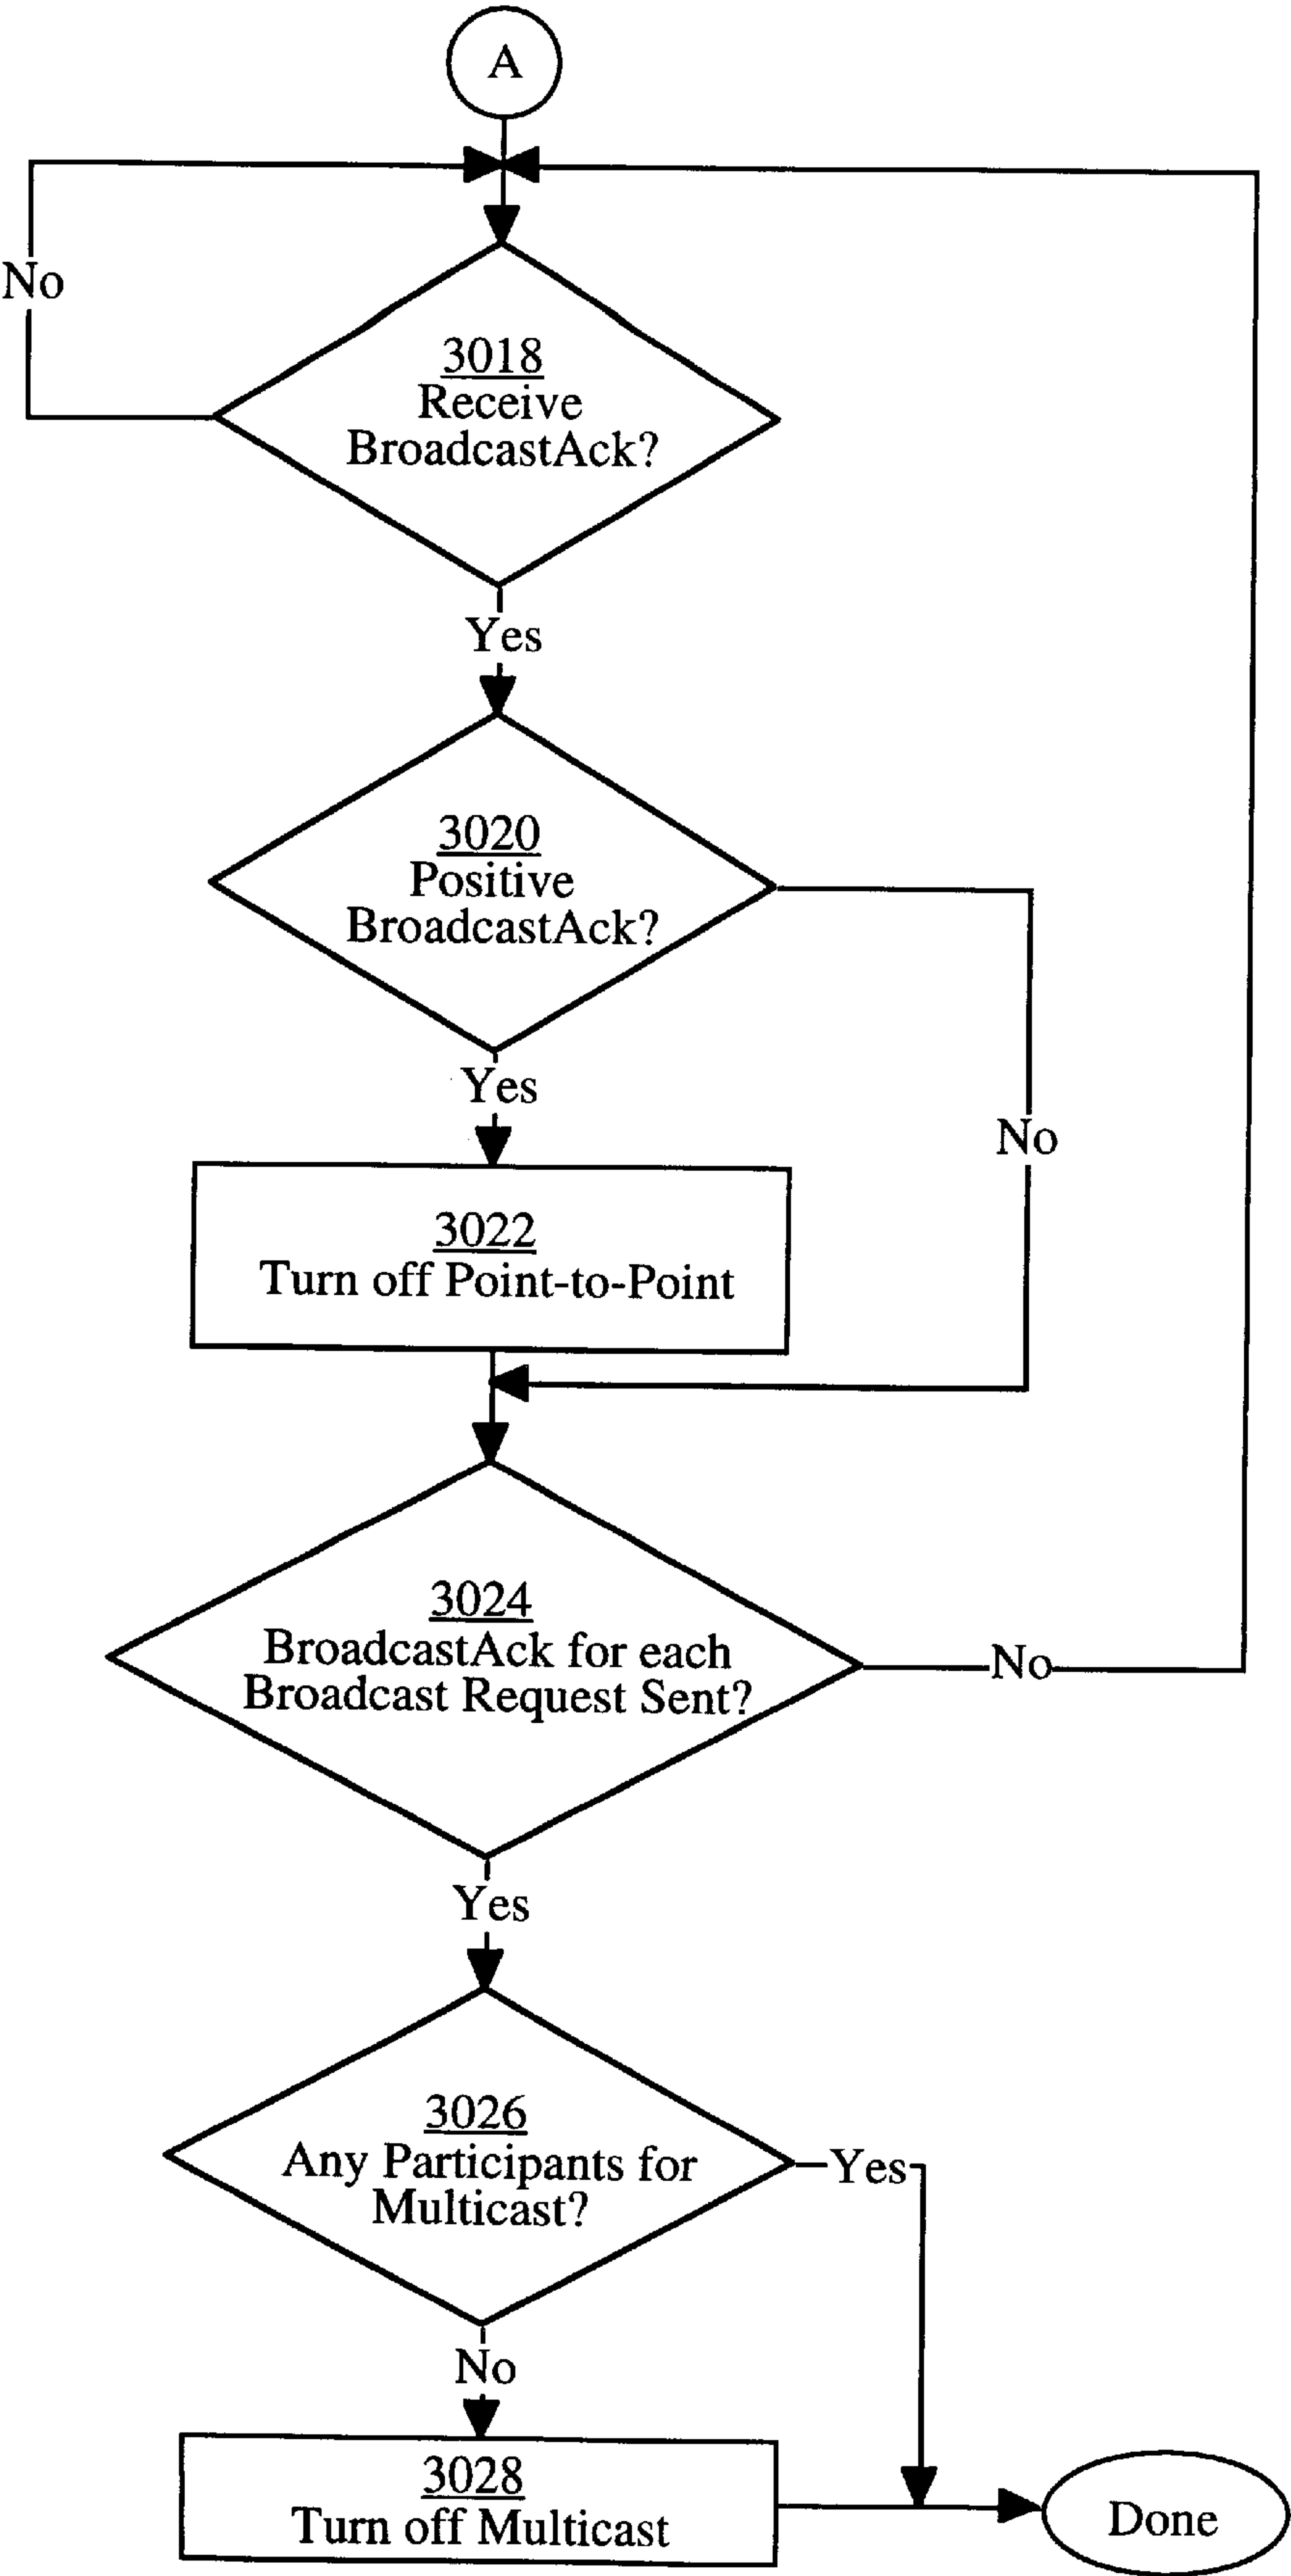 A
No
3018
Receive
BroadcastAck?
Yes
3020
Positive
BroadcastAck?
Yes
No
3022
Turn off Point-to-Point
3024
BroadcastAck for each
Broadcast Request Sent?
No
Yes
3026
Any Participants for
Multicast?
Yes
No
3028
Turn off Multicast
Done